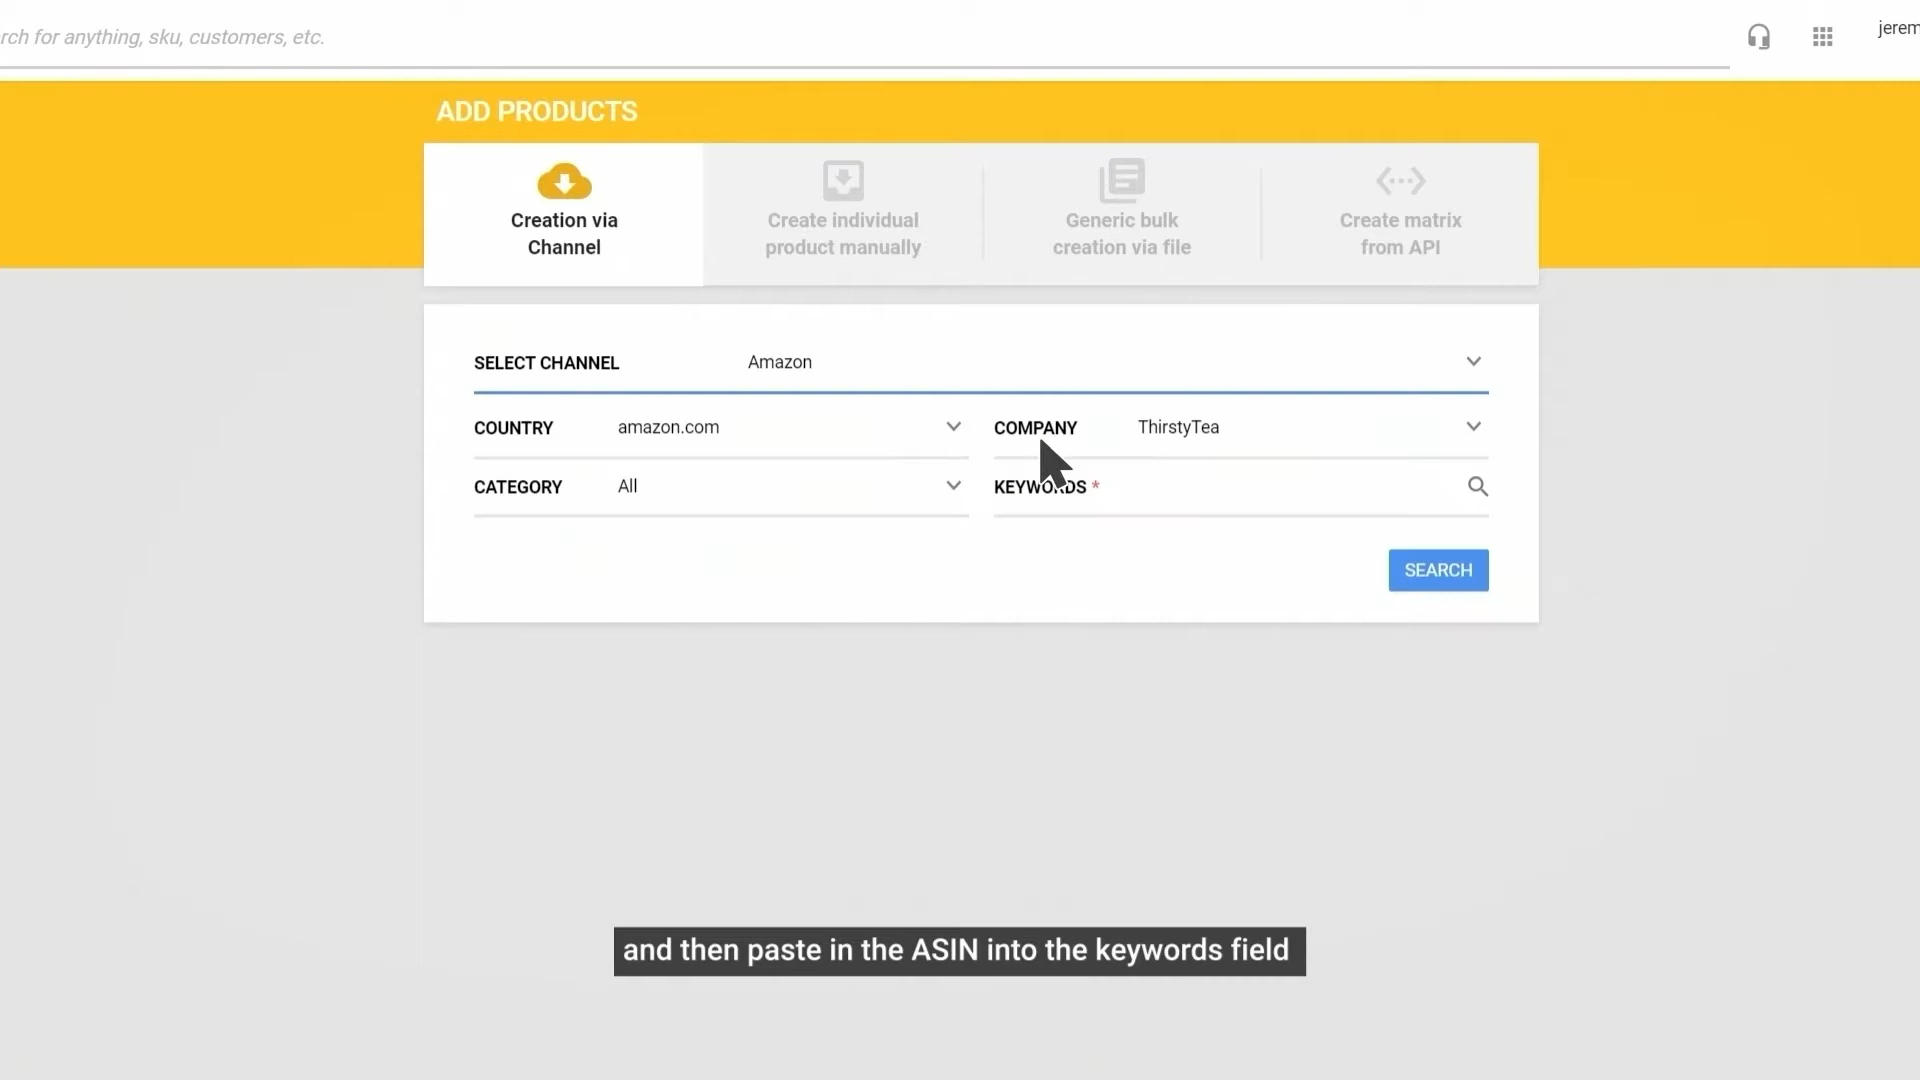 rch for anything, sku, customers, etc.
jerem
ADD PRODUCTS
Creation via
Channel
Create individual
product manually
Generic bulk
creation via file
Create matrix
from API
SELECT CHANNEL Amazon
COUNTRY amazon.com COMPANY ThirstyTea
CATEGORY All KEYWORDS *
SEARCH
and then paste in the ASIN into the keywords field